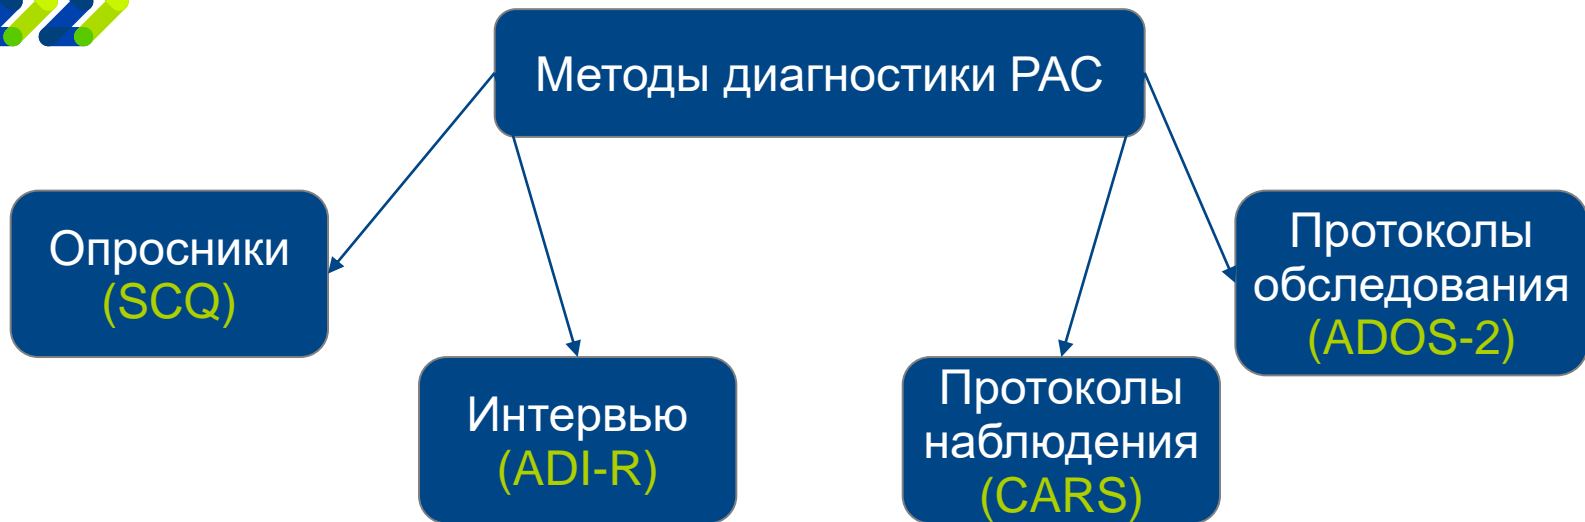 Методы диагностики РАС
Опросники
(SCQ)
Интервью
(ADI-R)
Протоколы
наблюдения
(CARS)
Протоколы
обследования
(ADOS-2)